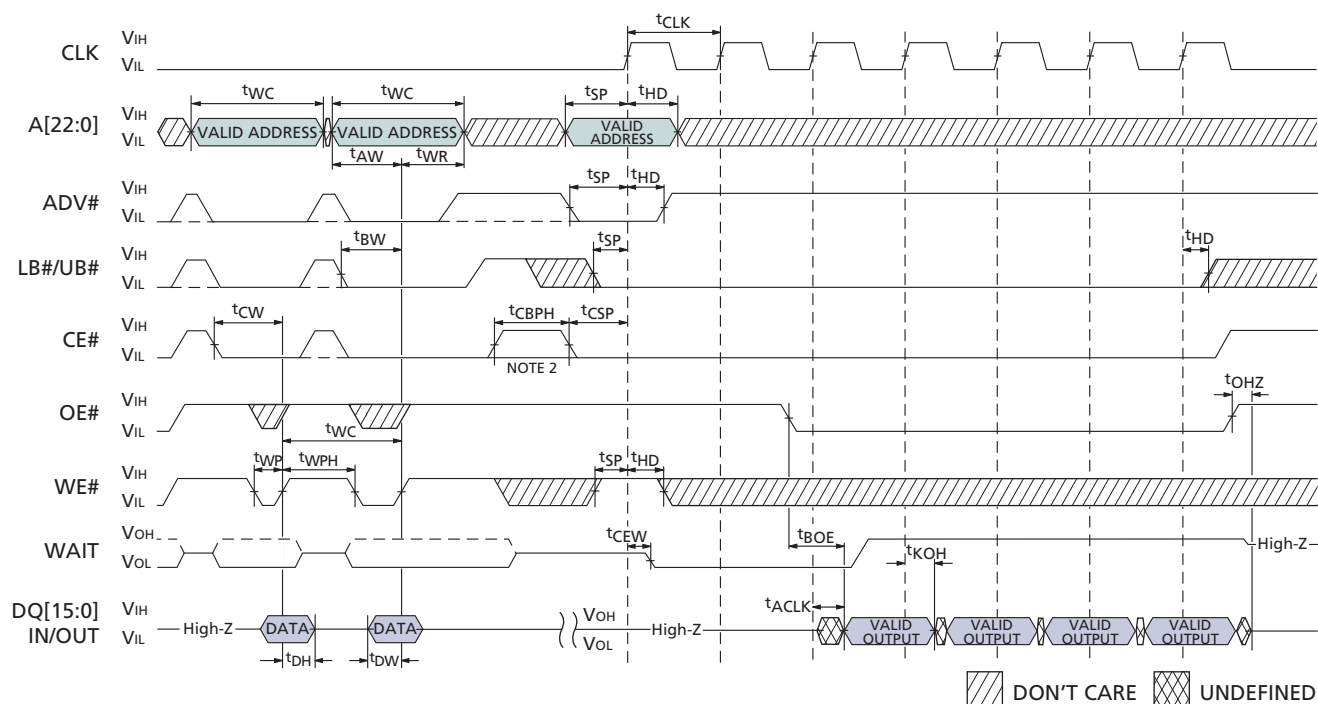 tCLK
CLK VIH
VIL
tWC tWC tSP tHD
A[22:0] VIH
VIL
VALID ADDRESS VALID ADDRESS VALID
ADDRESS
tAW tWR
ADV# VIH
VIL
tSP tHD
LB#/UB# VIH
VIL
tBW tSP tHD
CE# VIH
VIL
tCW tCBPH tCSP
NOTE 2
OE# VIH
VIL
tOHZ
tWC
WE# VIH
VIL
tWP tWPH tSP tHD
WAIT VOH
VOL
tCEW tBOE tKOH High-Z
tACLK
DQ[15:0]
IN/OUT
VIH
VIL
High-Z DATA DATA VOH
VOL
High-Z VALID
OUTPUT
VALID
OUTPUT
VALID
OUTPUT
VALID
OUTPUT
tDH tDW
DON'T CARE UNDEFINED